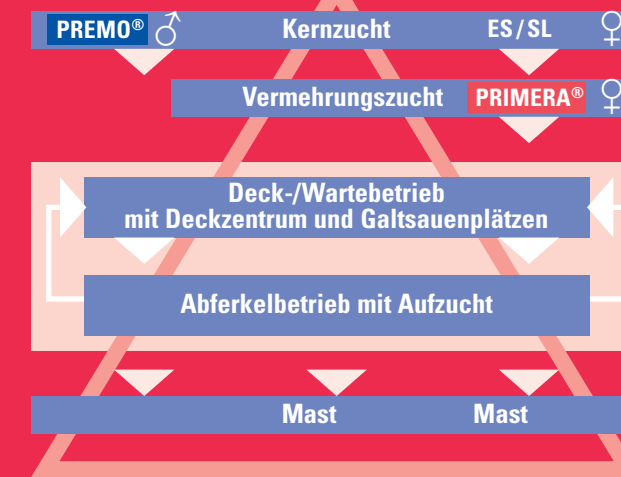 PREMO® ♂ Kernzucht ES/SL ♀
Vermehrungszucht PRIMERA® ♀
Deck-/Wartebetrieb
mit Deckzentrum und Galtsauenplätzen
Abferkelbetrieb mit Aufzucht
Mast Mast